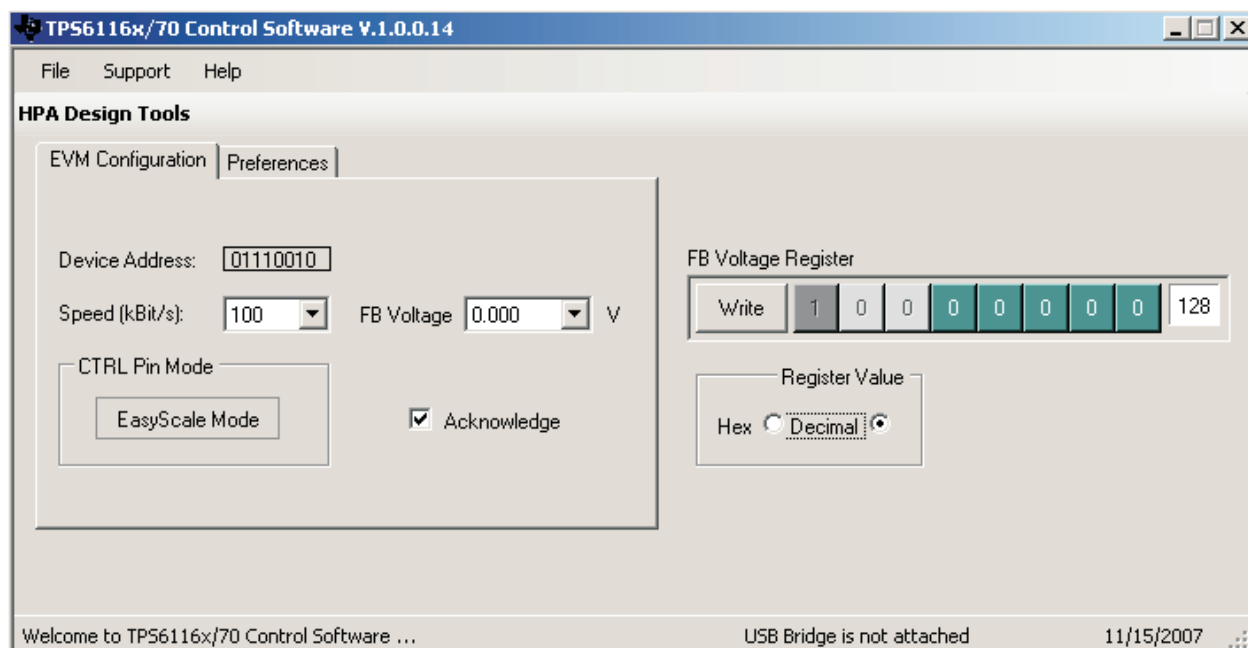 TPS6116x/70 Control Software V.1.0.0.14
File Support Help
HPA Design Tools
EVM Configuration Preferences
Device Address: 01110010
Speed (kBit/s): 100 FB Voltage 0.000 V
CTRL Pin Mode
EasyScale Mode
Acknowledge
FB Voltage Register
Write 1 0 0 0 0 0 0 0 128
Register Value
Hex Decimal
Welcome to TPS6116x/70 Control Software ... USB Bridge is not attached 11/15/2007